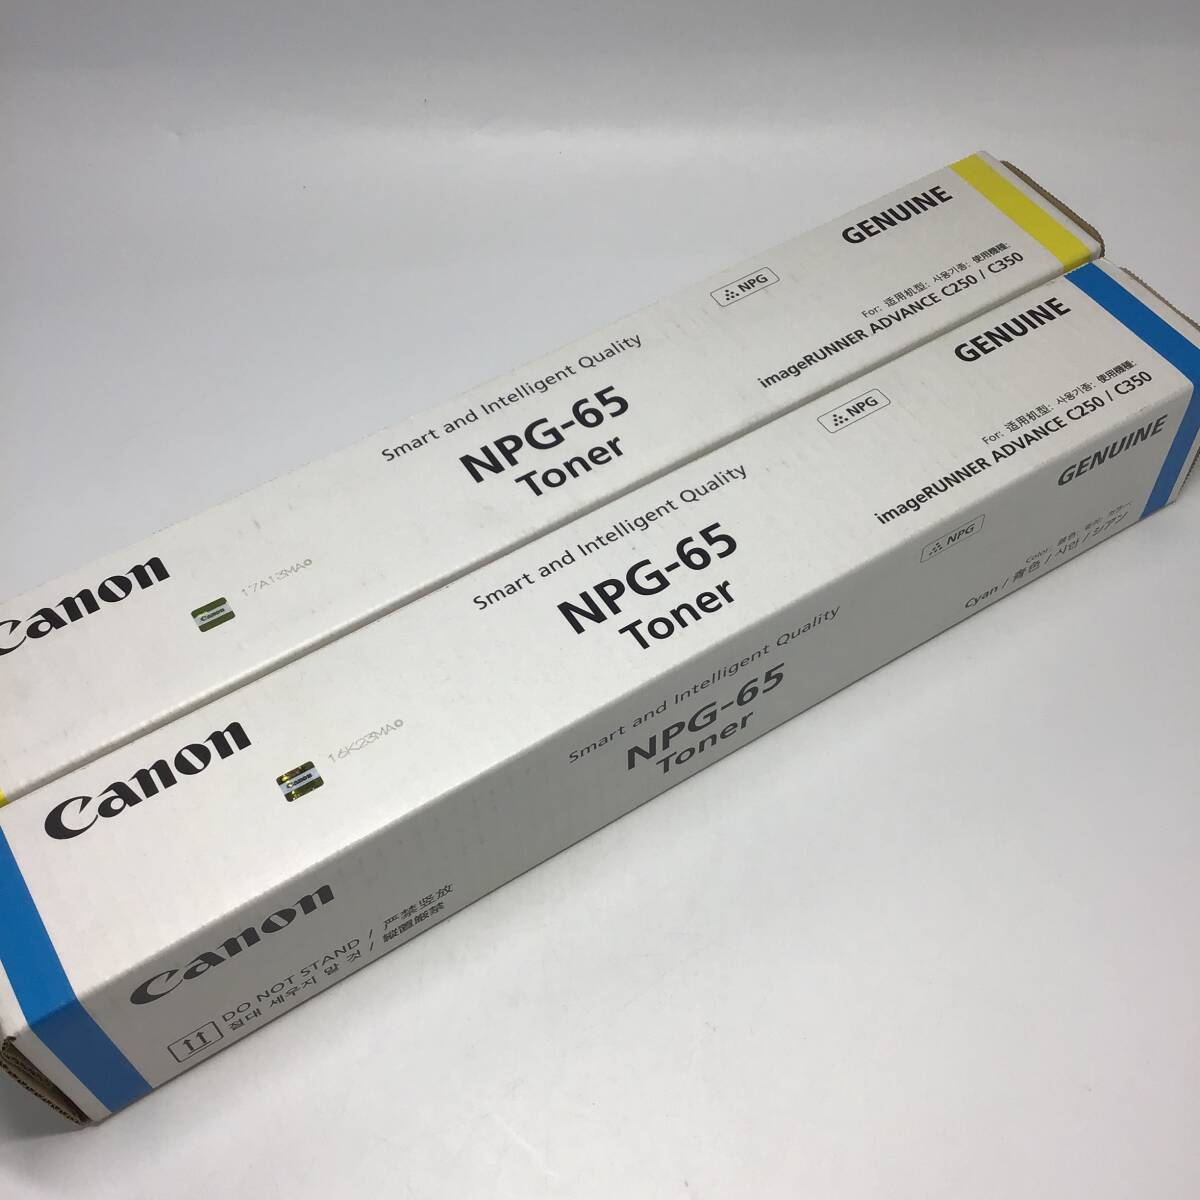 GENUINE
NPG
For: 适用机型: 사용기종: 使用機種:
imageRUNNER ADVANCE C250 / C350
Smart and Intelligent Quality
NPG-65
Toner
17A13MA
Canon
Canon
GENUINE
NPG
For: 适用机型: 사용기종: 使用機種:
imageRUNNER ADVANCE C250 / C350
Smart and Intelligent Quality
NPG-65
Toner
16K23MA
Canon
Canon
GENUINE
NPG
Color:
Cyan / 青色 / 시안 / シアン
Smart and Intelligent Quality
NPG-65
Toner
Canon
DO NOT STAND / 严禁竖放
절대 세우지 말 것 / 縦置厳禁